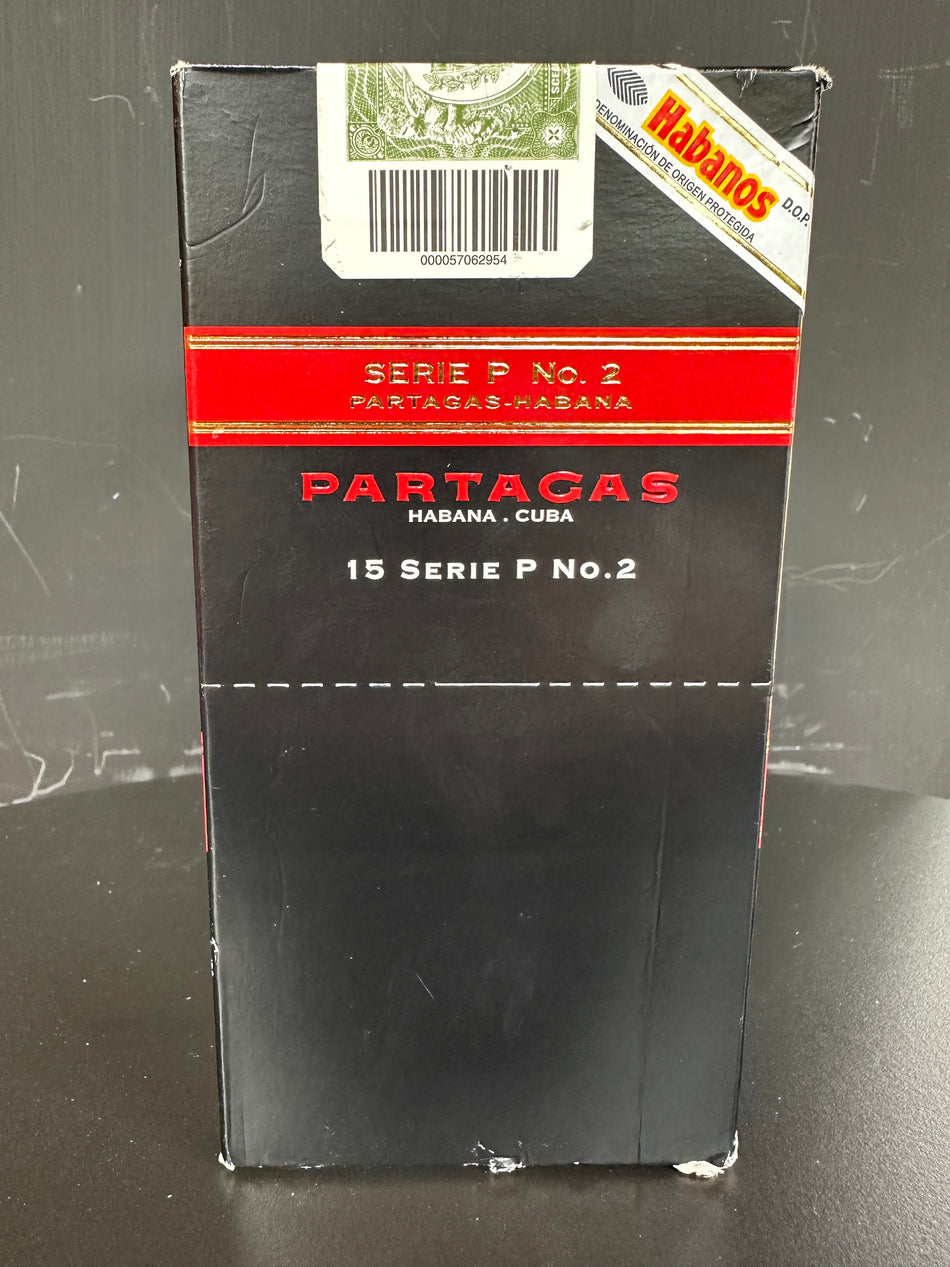 000057062954
Habanos
D.O.P.
DENOMINACIÓN DE ORIGEN PROTEGIDA
SERIE P No. 2
PARTAGAS-HABANA
PARTAGAS
HABANA . CUBA
15 SERIE P No.2